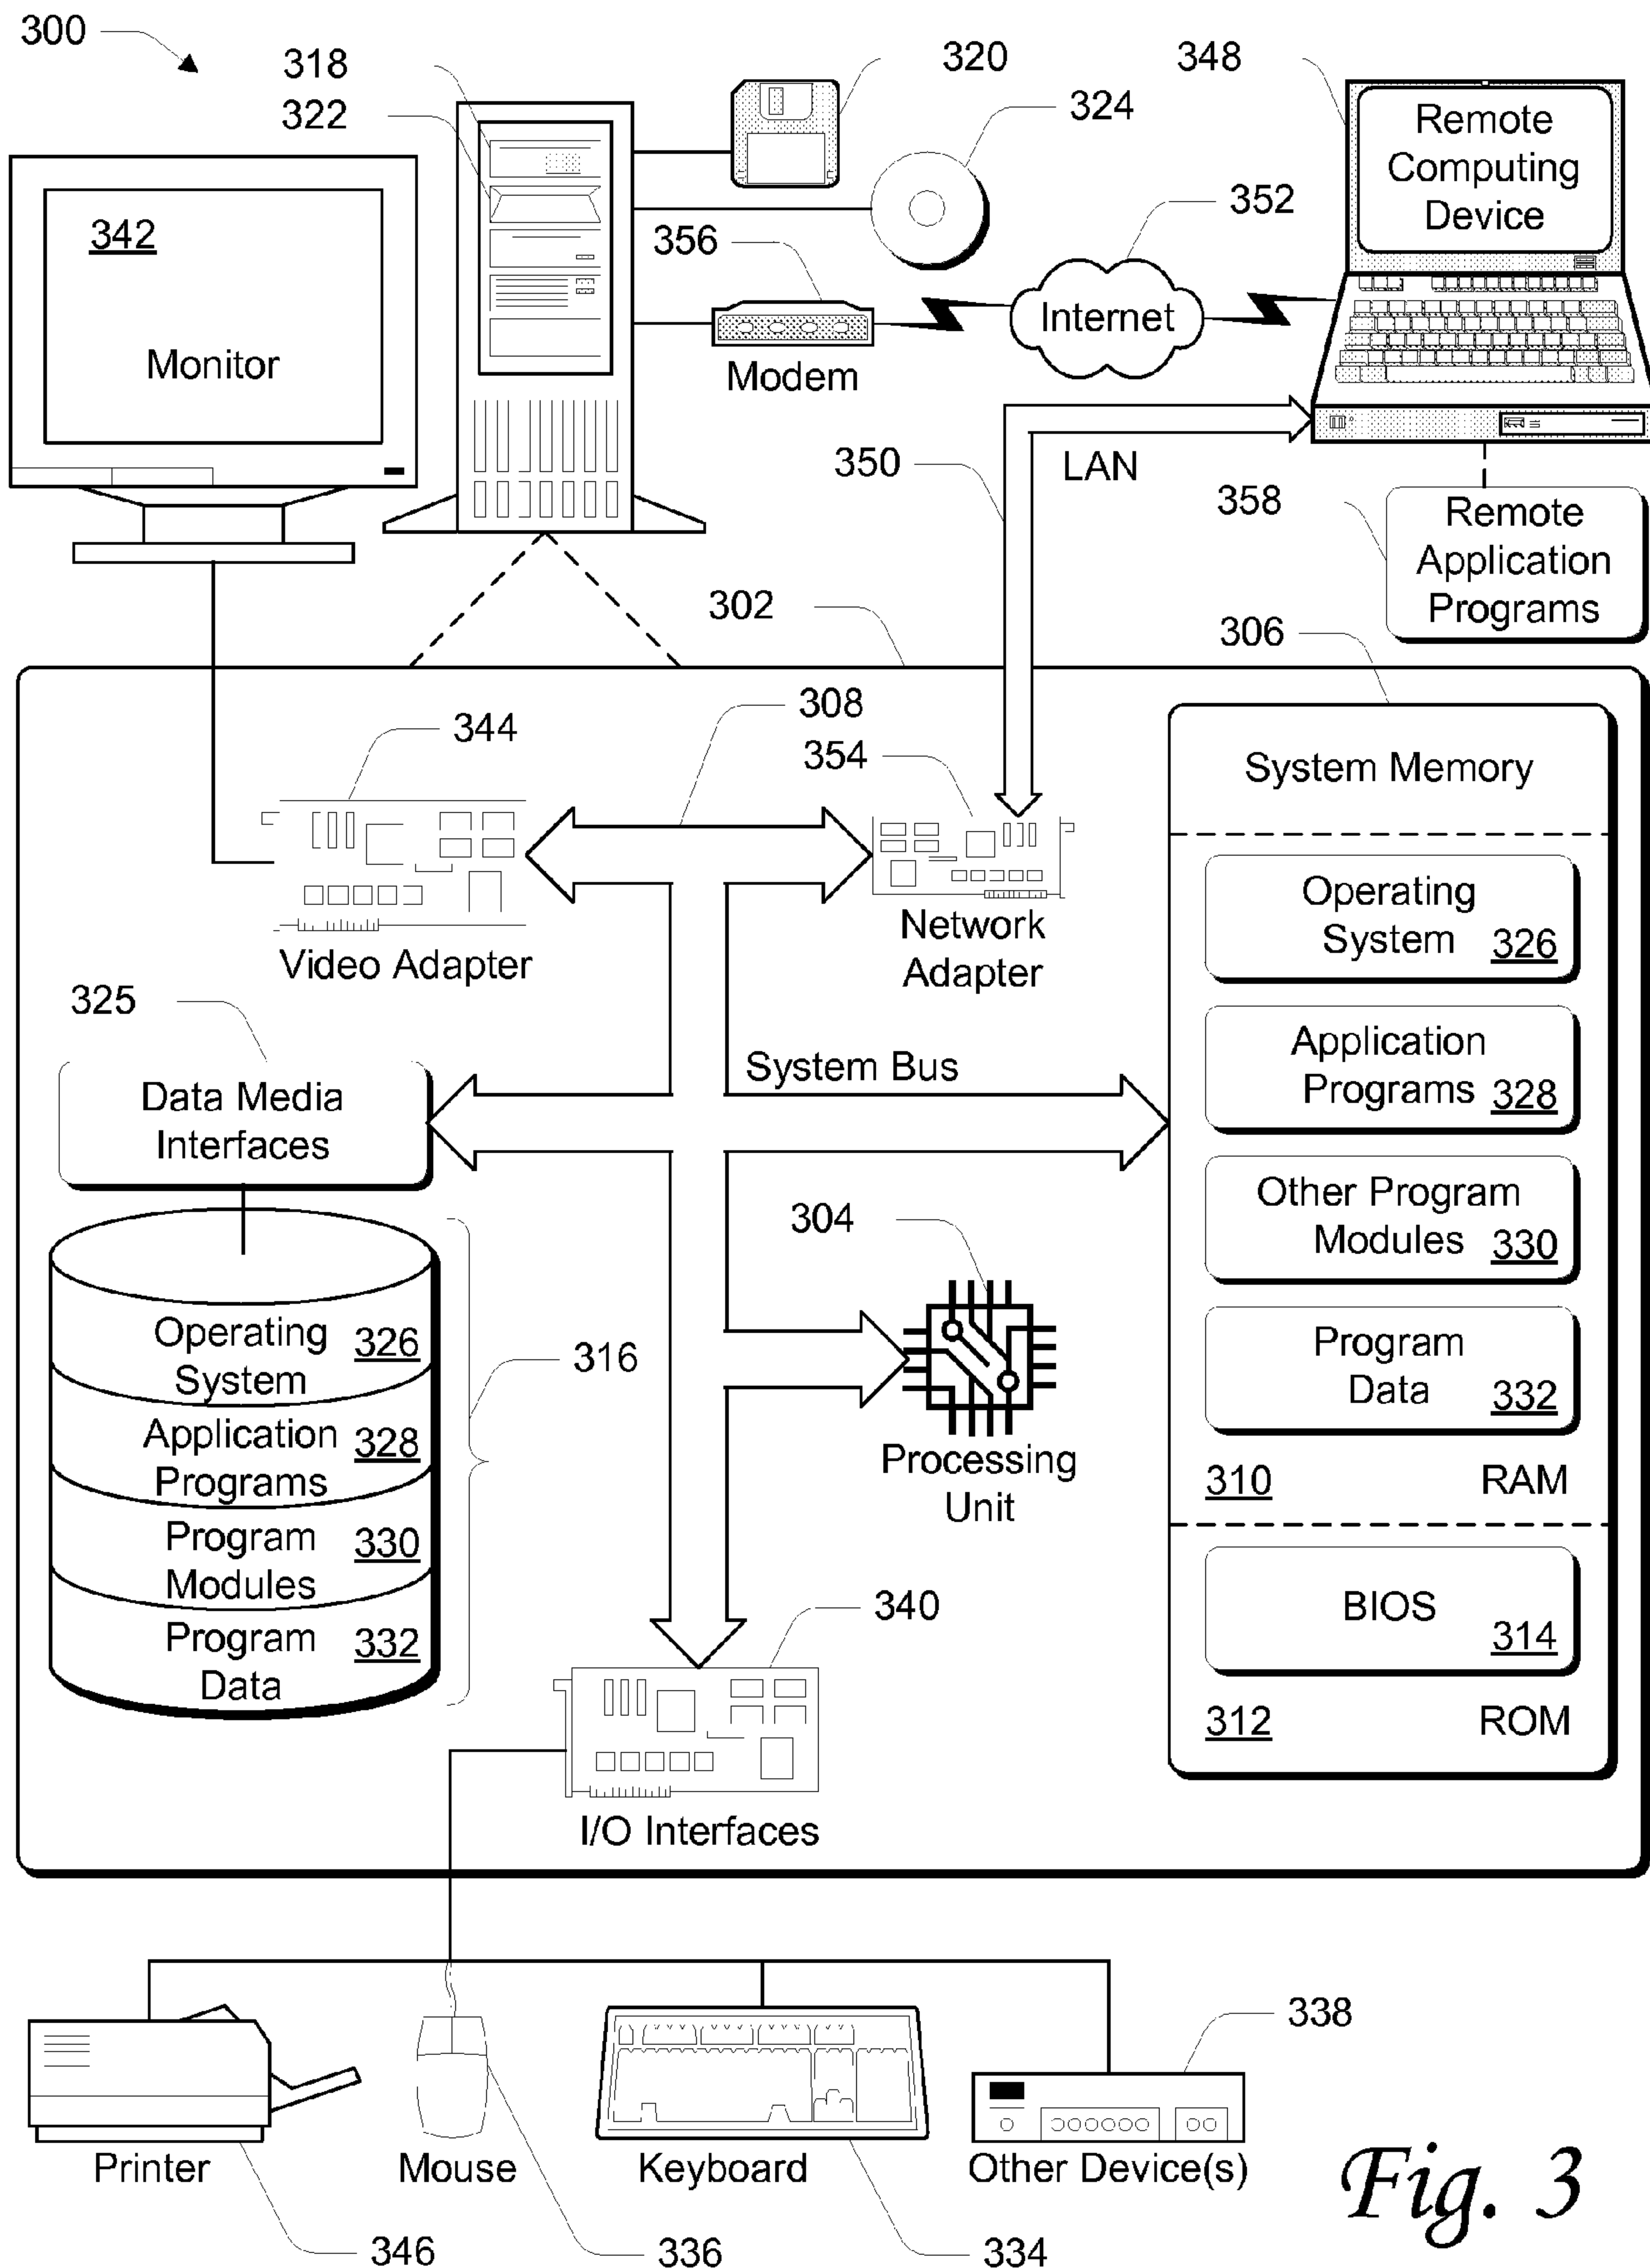 300
318
322
320
324
348
Remote
Computing
Device
342
Monitor
356
Modem
352
Internet
350
LAN
358
Remote
Application
Programs
302
306
308
344
354
Video Adapter
Network
Adapter
System Memory
Operating
System 326
Application
Programs 328
Other Program
Modules 330
Program
Data 332
310 RAM
BIOS
314
312 ROM
325
Data Media
Interfaces
System Bus
304
Processing
Unit
316
Operating
System 326
Application
Programs 328
Program
Modules 330
Program
Data 332
340
I/O Interfaces
338
Printer
Mouse
Keyboard
Other Device(s)
346
336
334
Fig. 3